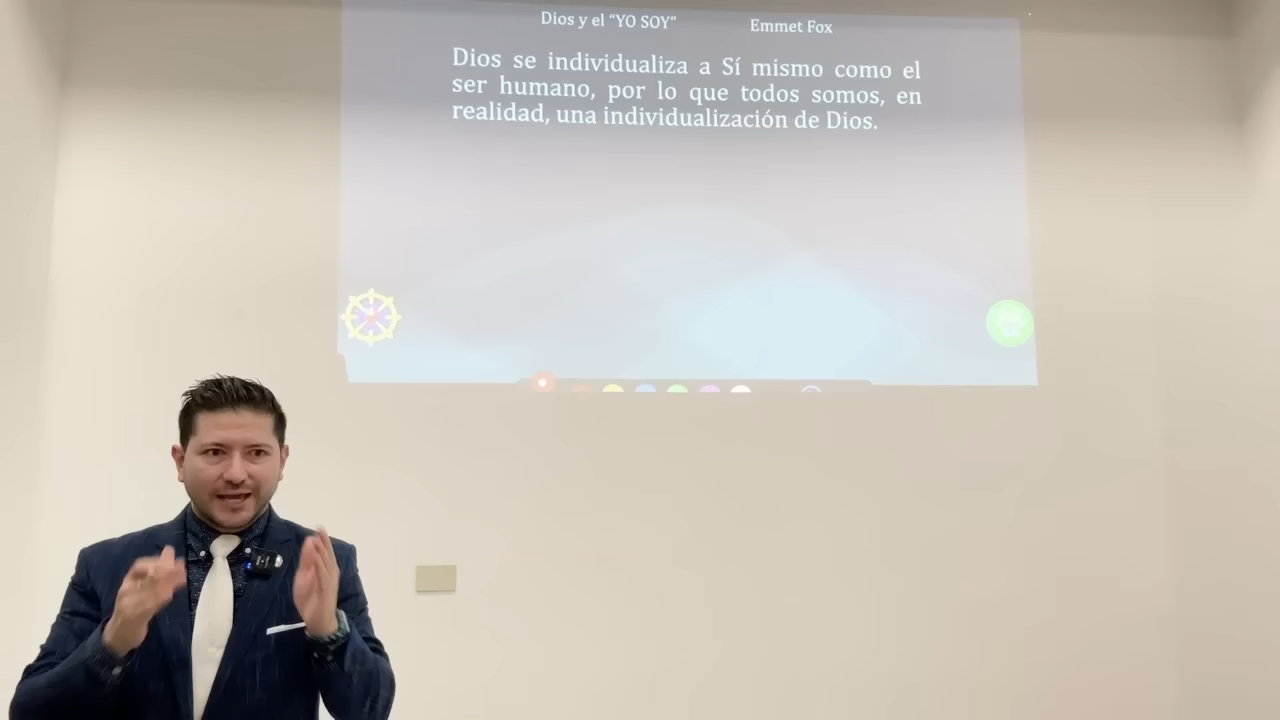 Dios y el “YO SOY” Emmet Fox
Dios se individualiza a Sí mismo como el
ser humano, por lo que todos somos, en
realidad, una individualización de Dios.